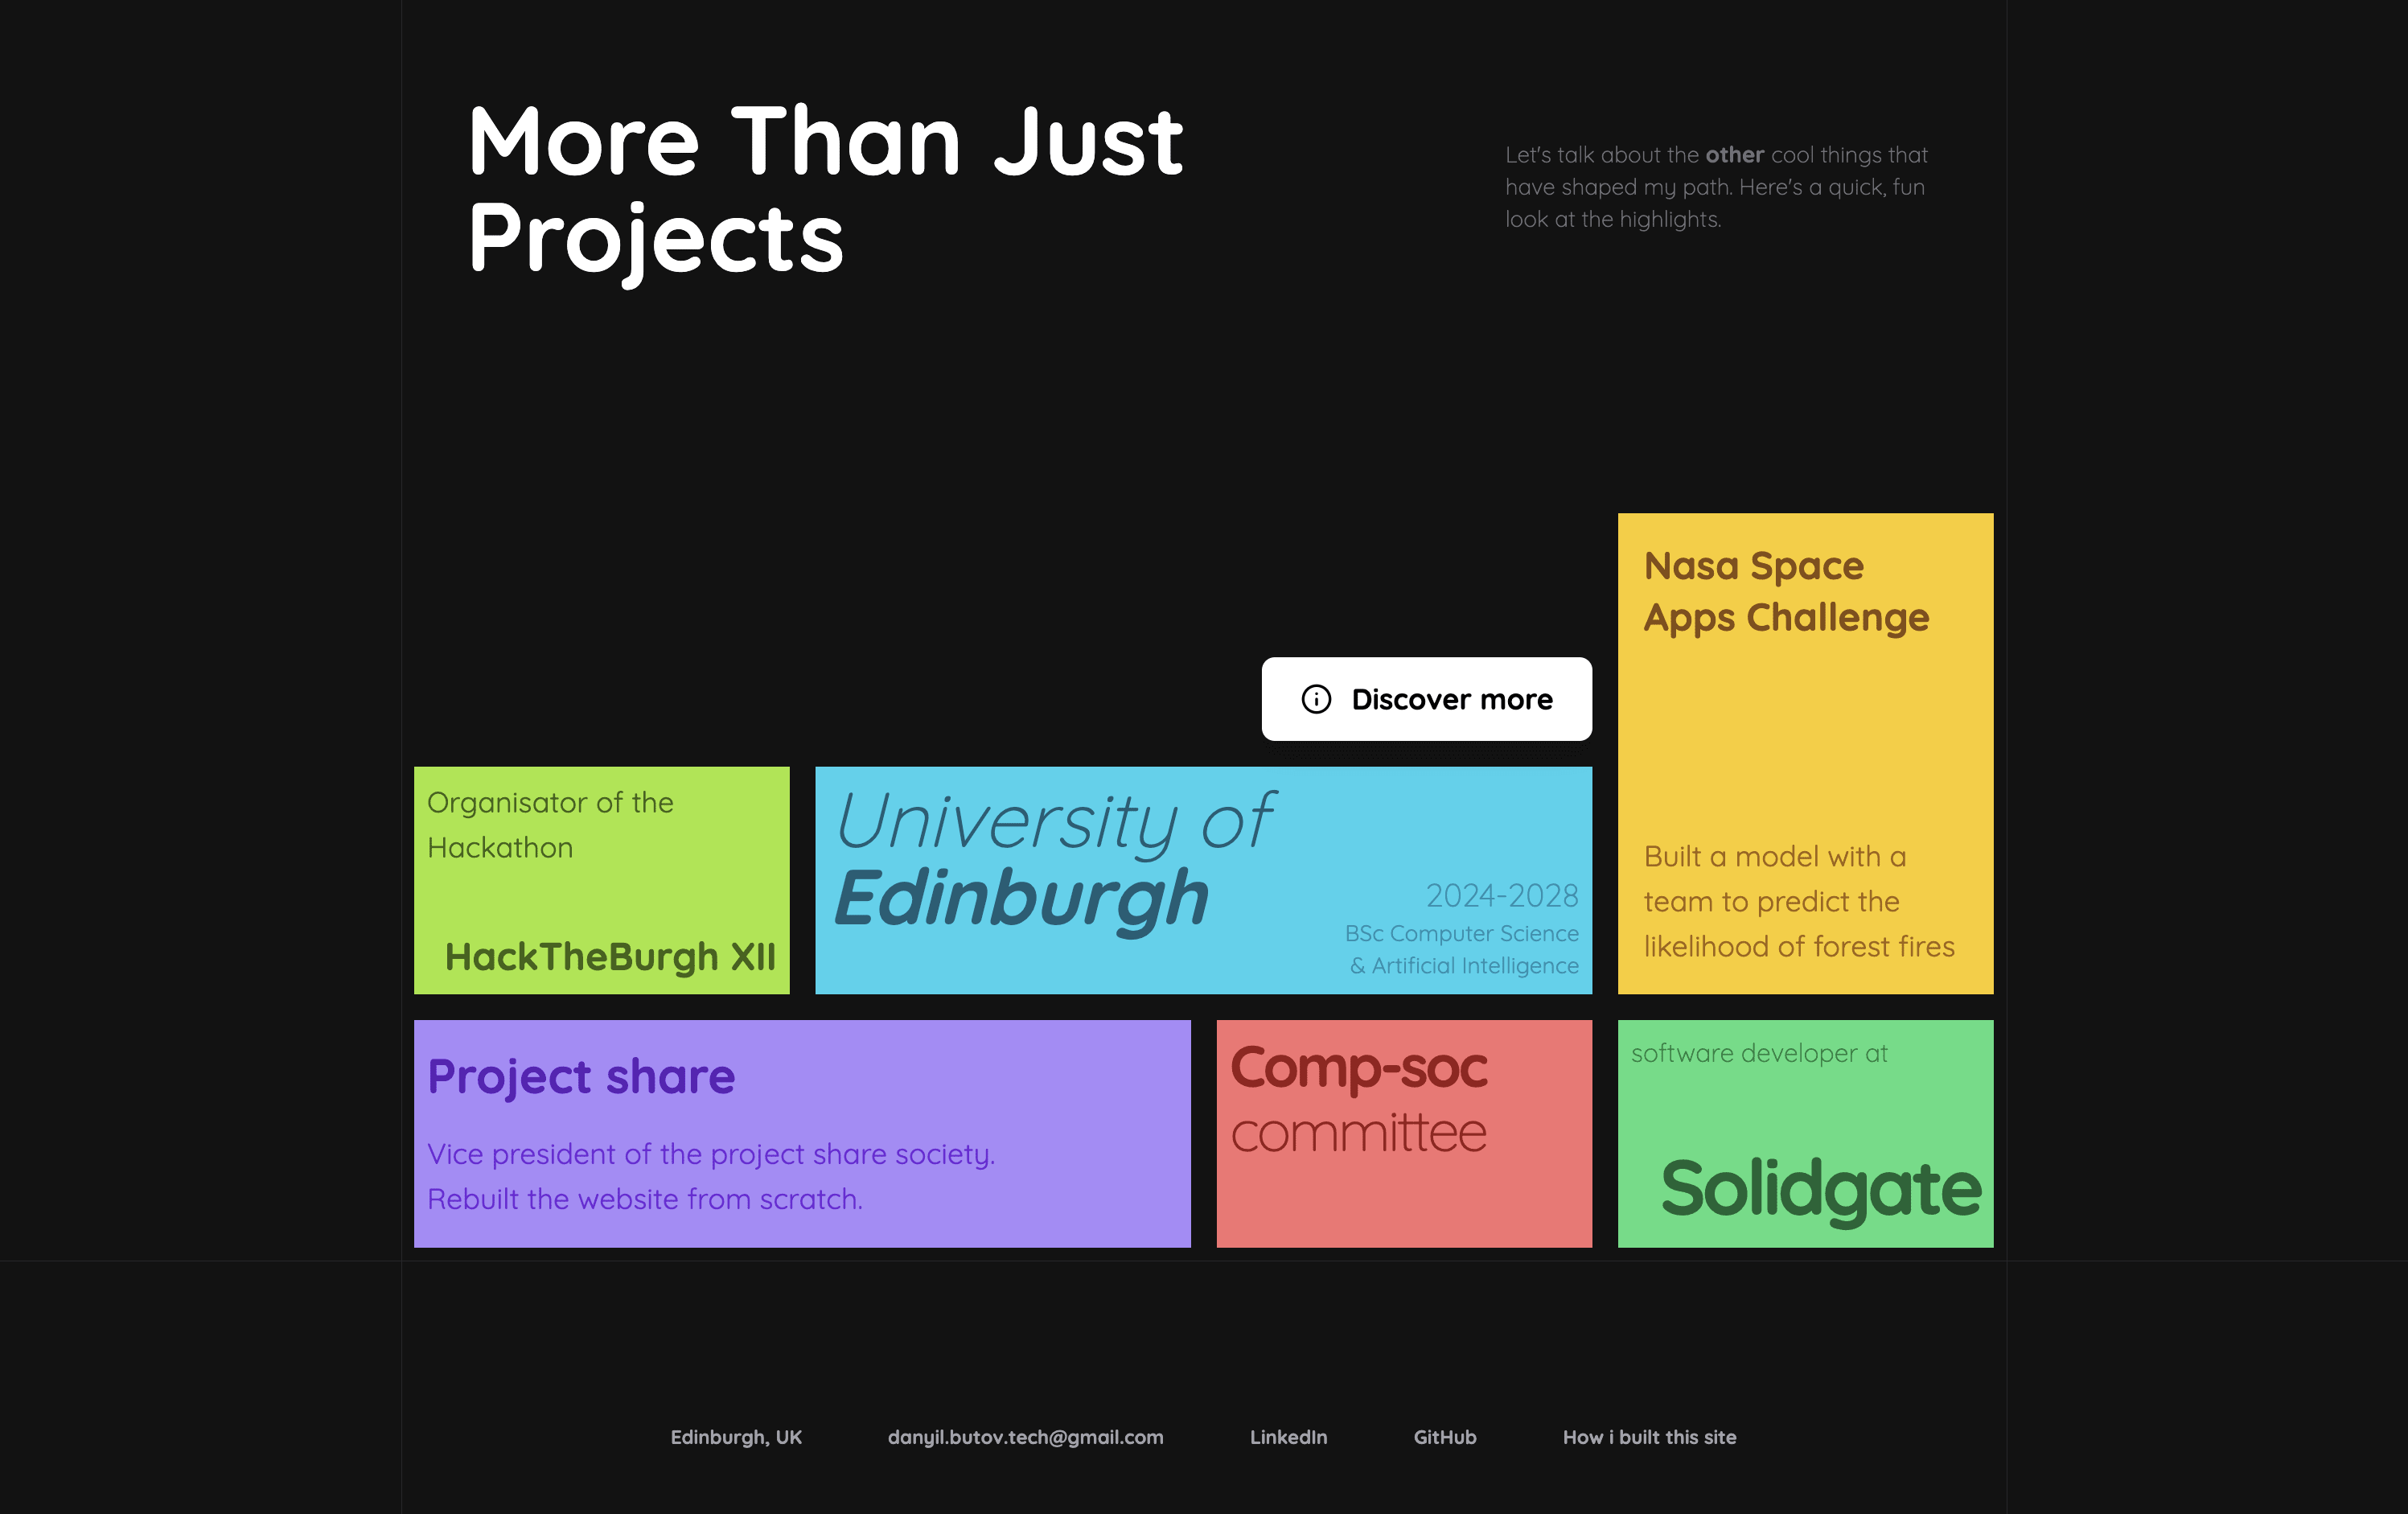 More Than Just
Projects
Let's talk about the other cool things that
have shaped my path. Here's a quick, fun
look at the highlights.
Nasa Space
Apps Challenge
Built a model with a
team to predict the
likelihood of forest fires
Discover more
Organisator of the
Hackathon
HackTheBurgh XII
University of
Edinburgh
2024-2028
BSc Computer Science
& Artificial Intelligence
Project share
Vice president of the project share society.
Rebuilt the website from scratch.
Comp-soc
committee
software developer at
Solidgate
Edinburgh, UK
danyil.butov.tech@gmail.com
LinkedIn
GitHub
How i built this site